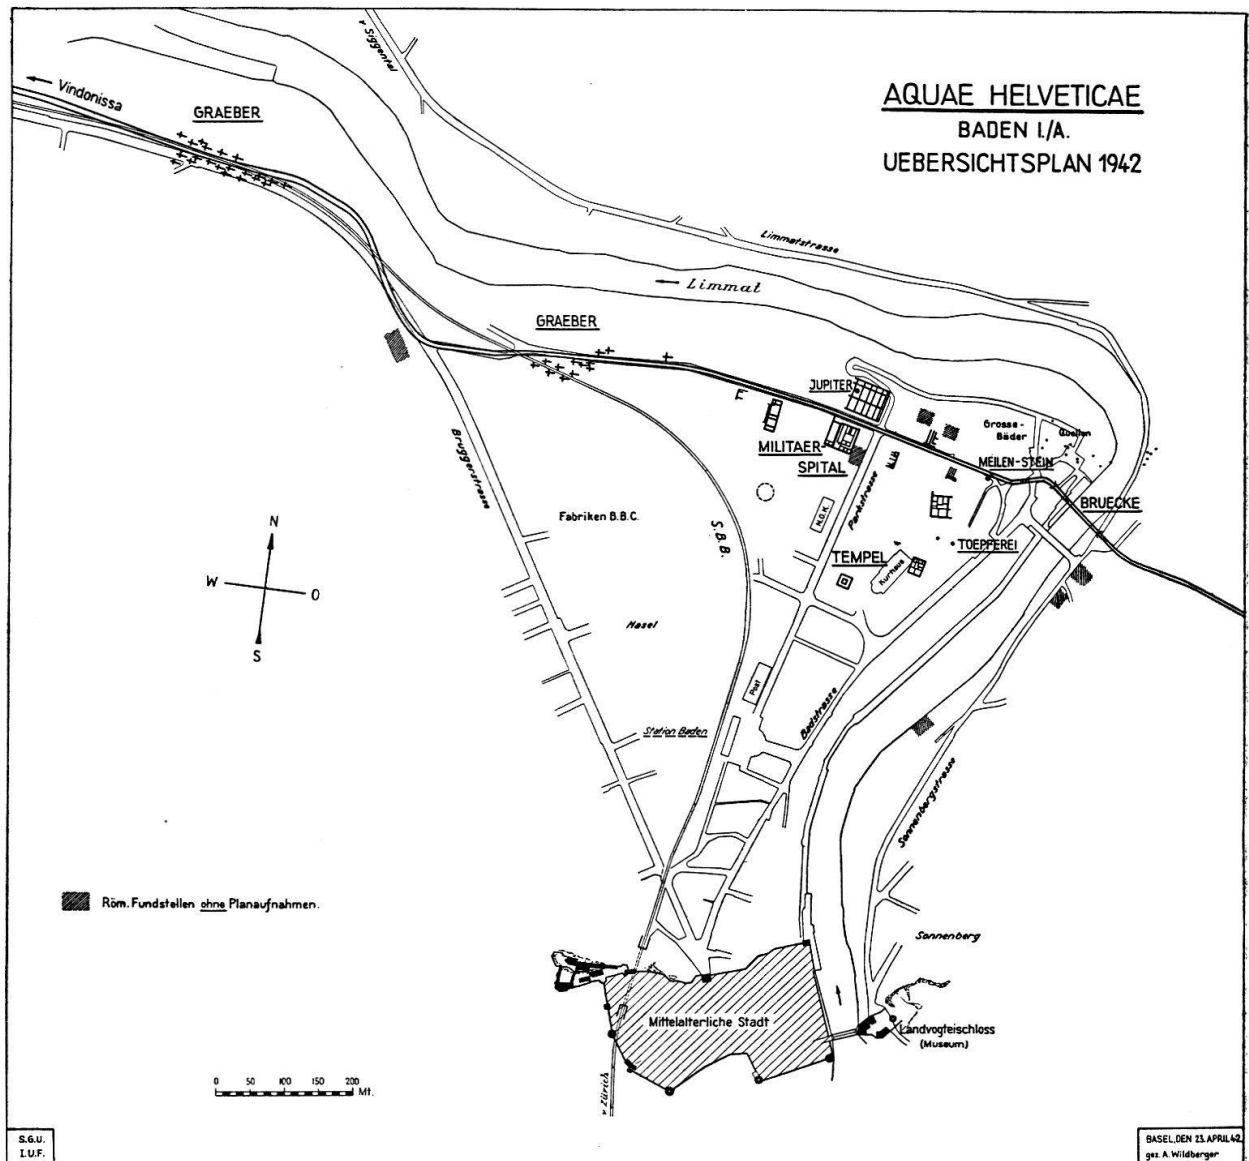 AQUAE HELVETICAE
BADEN I./A.
UEBERSICHTSPLAN 1942
v Siggental
Vindonissa
GRAEBER
Limmatstrasse
Limmat
GRAEBER
JUPITER
Grosse-
Bäder
Quellen
MILITAER-
SPITAL
MEILEN-STEIN
BRUECKE
Bruggerstrasse
Fabriken B.B.C.
S.B.B.
N.O.K.
Parkstrasse
TOEPFEREI
TEMPEL
Kurhaus
N
W
O
S
Hasel
Post
Badstrasse
Station Baden
Sonnenbergstrasse
Röm. Fundstellen ohne Planaufnahmen.
Sonnenberg
Mittelalterliche Stadt
Landvogteischloss
(Museum)
v Zürich
0 50 100 150 200 Mt.
S.G.U.
I.U.F.
BASEL, DEN 23. APRIL 42.
gez. A. Wildberger